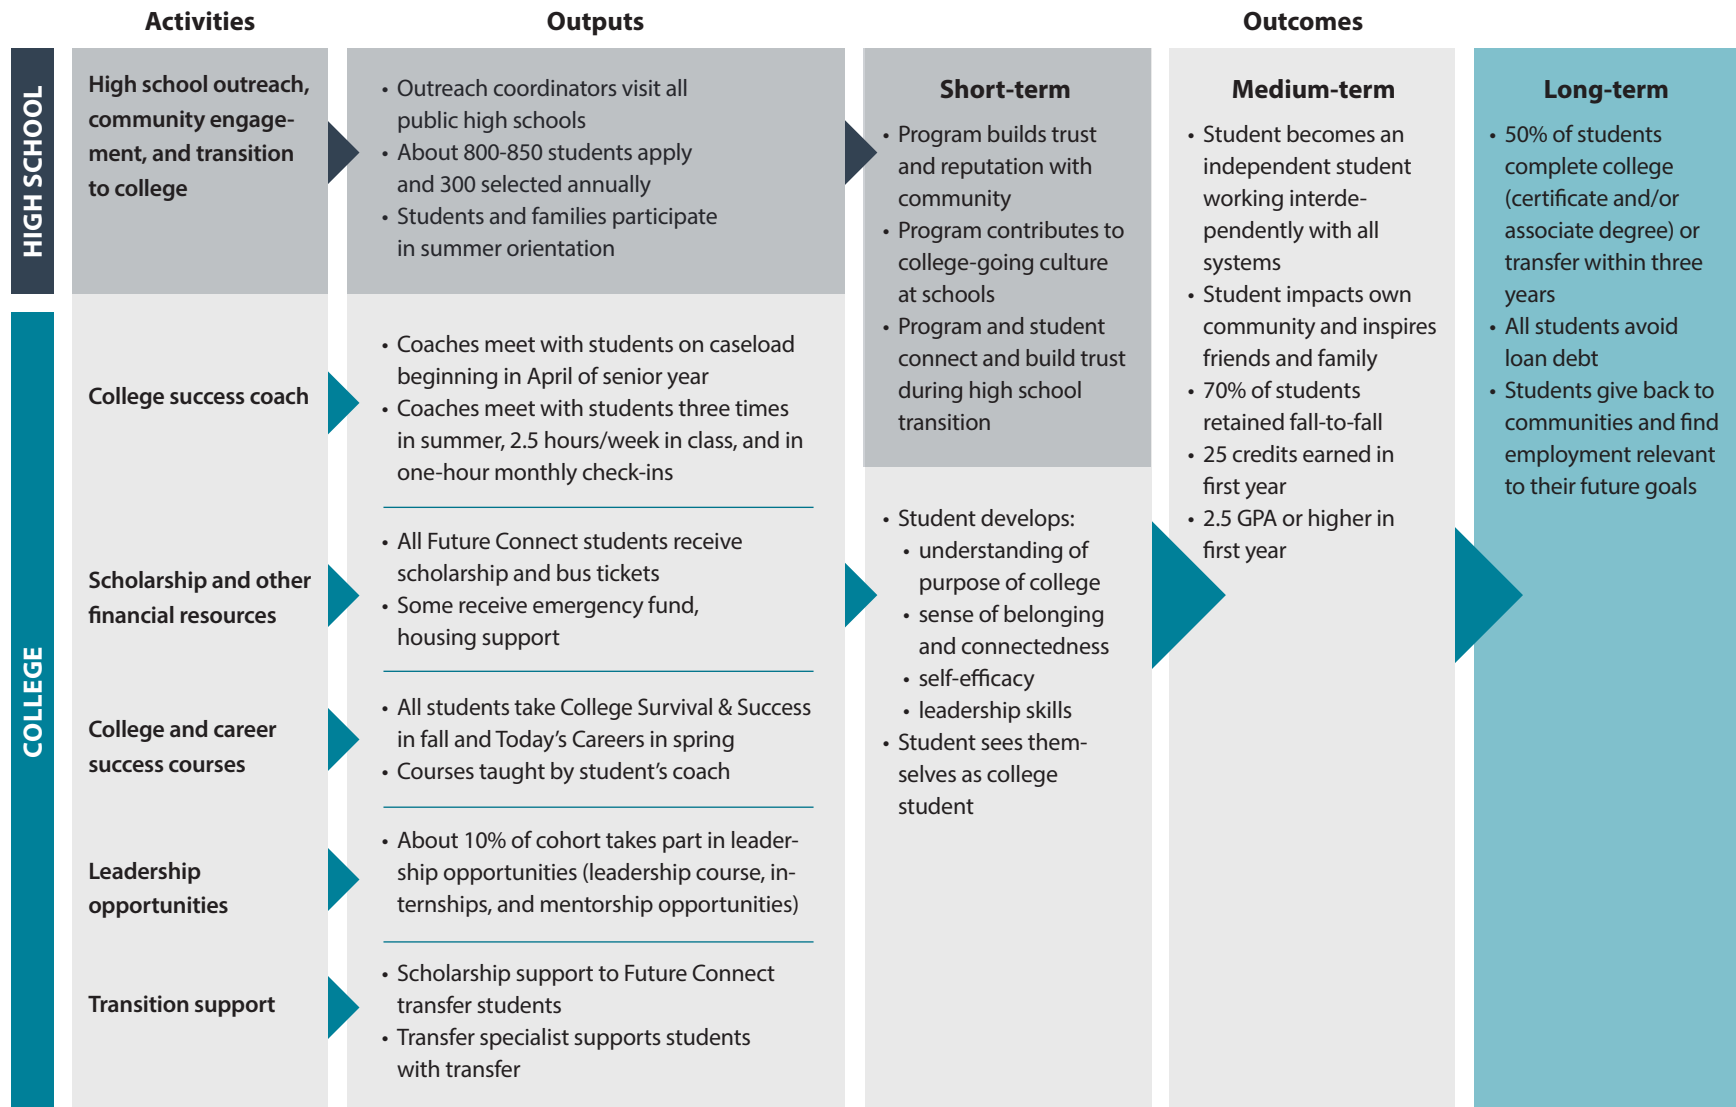 Activities
Outputs
Outcomes
HIGH SCHOOL
High school outreach,
community engage-
ment, and transition
to college
• Outreach coordinators visit all
public high schools
• About 800-850 students apply
and 300 selected annually
• Students and families participate
in summer orientation
COLLEGE
College success coach
• Coaches meet with students on caseload
beginning in April of senior year
• Coaches meet with students three times
in summer, 2.5 hours/week in class, and in
one-hour monthly check-ins
Scholarship and other
financial resources
• All Future Connect students receive
scholarship and bus tickets
• Some receive emergency fund,
housing support
College and career
success courses
• All students take College Survival & Success
in fall and Today’s Careers in spring
• Courses taught by student’s coach
Leadership
opportunities
• About 10% of cohort takes part in leader-
ship opportunities (leadership course, in-
ternships, and mentorship opportunities)
Transition support
• Scholarship support to Future Connect
transfer students
• Transfer specialist supports students
with transfer
Short-term
• Program builds trust
and reputation with
community
• Program contributes to
college-going culture
at schools
• Program and student
connect and build trust
during high school
transition
• Student develops:
• understanding of
purpose of college
• sense of belonging
and connectedness
• self-efficacy
• leadership skills
• Student sees them-
selves as college
student
Medium-term
• Student becomes an
independent student
working interde-
pendently with all
systems
• Student impacts own
community and inspires
friends and family
• 70% of students
retained fall-to-fall
• 25 credits earned in
first year
• 2.5 GPA or higher in
first year
Long-term
• 50% of students
complete college
(certificate and/or
associate degree) or
transfer within three
years
• All students avoid
loan debt
• Students give back to
communities and find
employment relevant
to their future goals